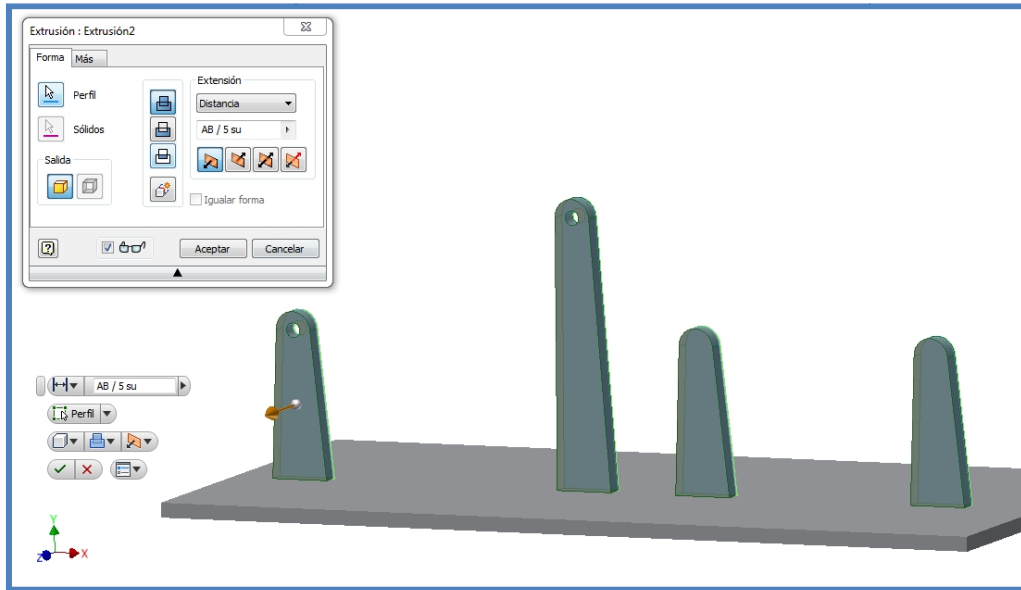 Extrusión : Extrusión2
Forma Más
Extensión
Perfil
Distancia
Sólidos
AB / 5 su
Salida
Igualar forma
Aceptar Cancelar
AB / 5 su
Perfil
Y
Z X